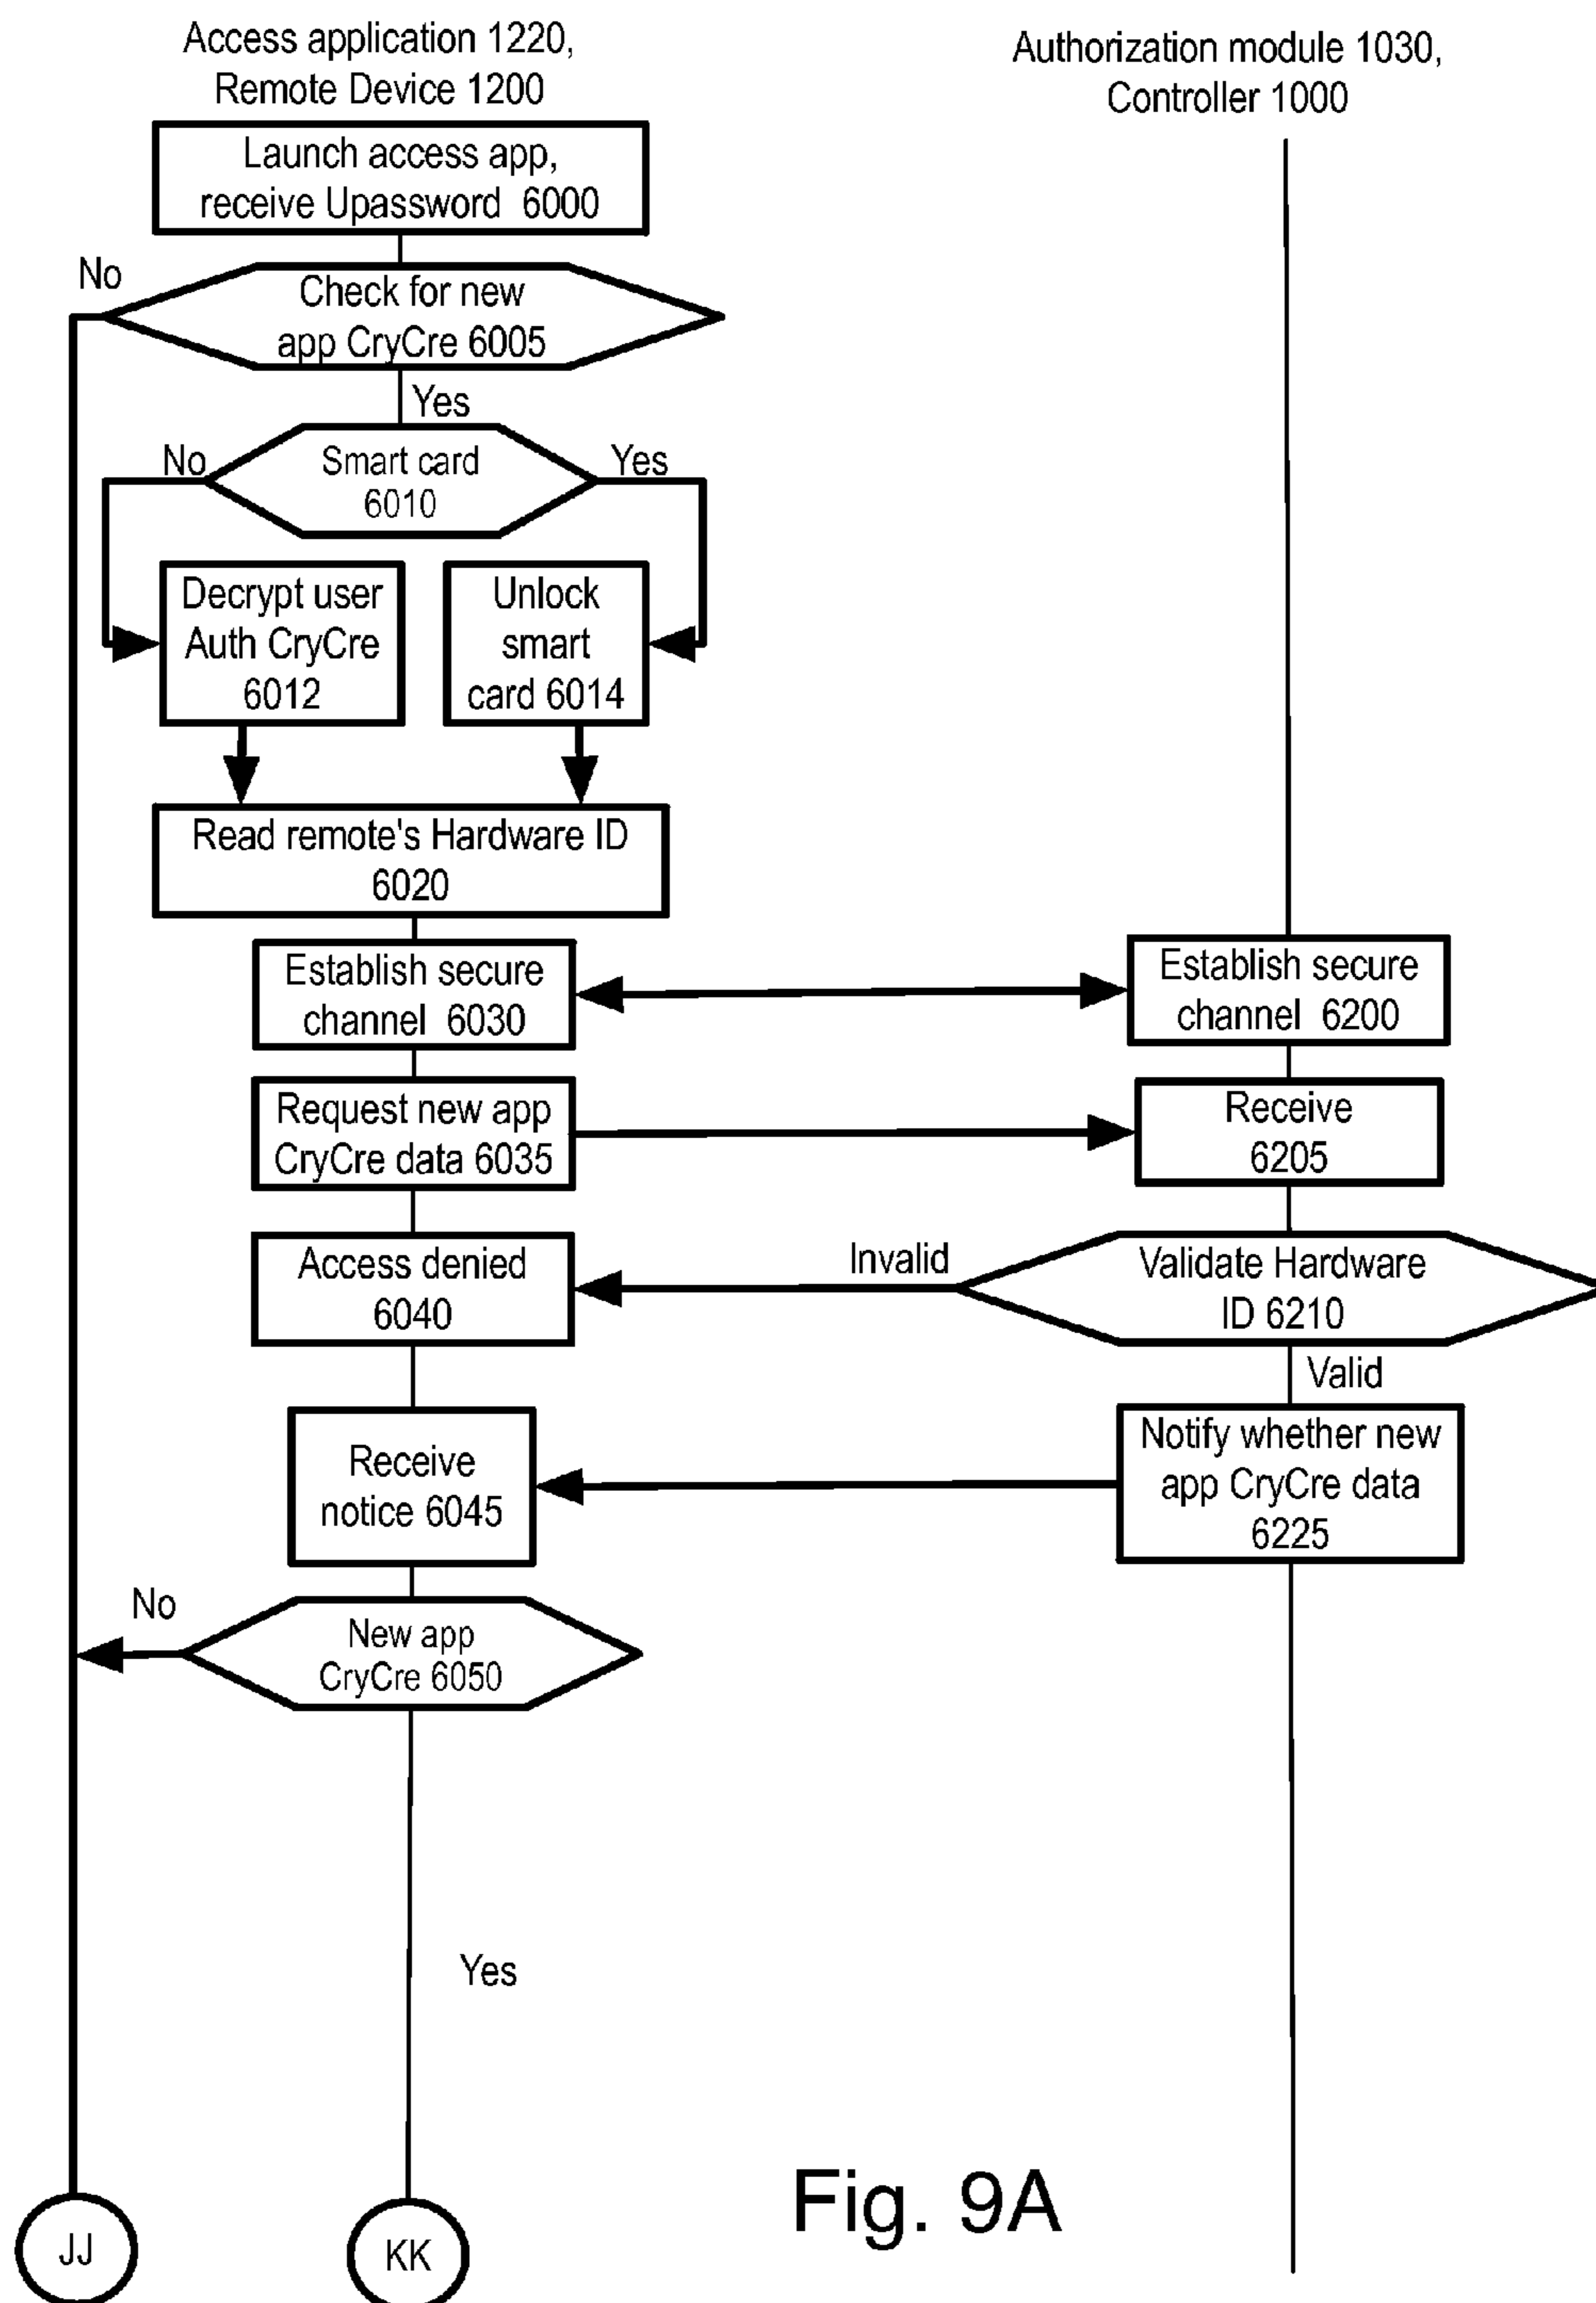 Access application 1220,
Remote Device 1200
Authorization module 1030,
Controller 1000
Launch access app,
receive Upassword 6000
No
Check for new
app CryCre 6005
Yes
No
Smart card
6010
Yes
Decrypt user
Auth CryCre
6012
Unlock
smart
card 6014
Read remote's Hardware ID
6020
Establish secure
channel 6030
Establish secure
channel 6200
Request new app
CryCre data 6035
Receive
6205
Access denied
6040
Invalid
Validate Hardware
ID 6210
Valid
Receive
notice 6045
Notify whether new
app CryCre data
6225
No
New app
CryCre 6050
Yes
JJ
KK
Fig. 9A